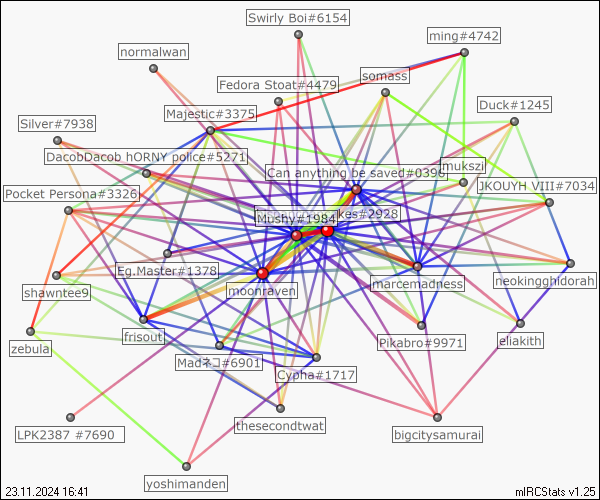 Swirly Boi#6154
ming#4742
normalwan
somass
Fedora Stoat#4479
Majestic#3375
Duck#1245
Silver#7938
DacobDacob hORNY police#5271
mukszi
Can anything be saved#0396
JKOUYH VIII#7034
Pocket Persona#3326
Mushy#1984
kes#2928
Eg.Master#1378
marcemadness
neokingghidorah
shawntee9
moonraven
frisout
Pikabro#9971
eliakith
zebula
Madネコ#6901
Cypha#1717
LPK2387 #7690
thesecondtwat
bigcitysamurai
yoshimanden
23.11.2024 16:41
mIRCStats v1.25